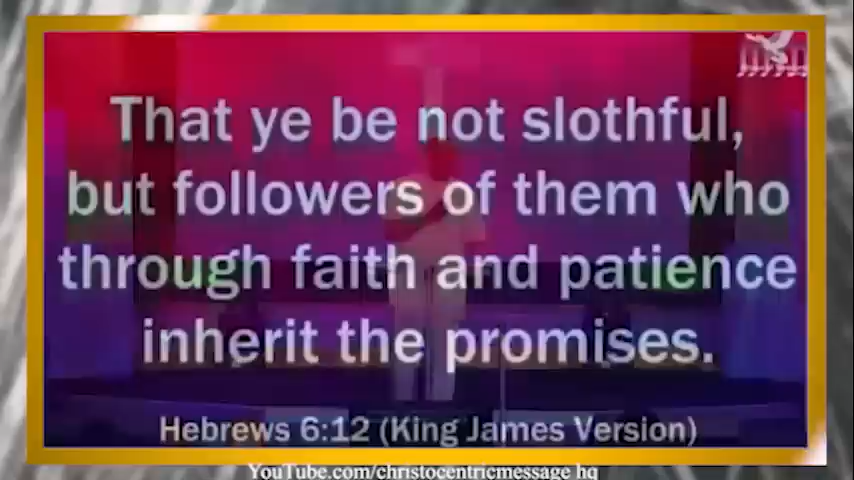 That ye be not slothful,
but followers of them who
through faith and patience
inherit the promises.
Hebrews 6:12 (King James Version)
YouTube.com/christocentricmessage hq